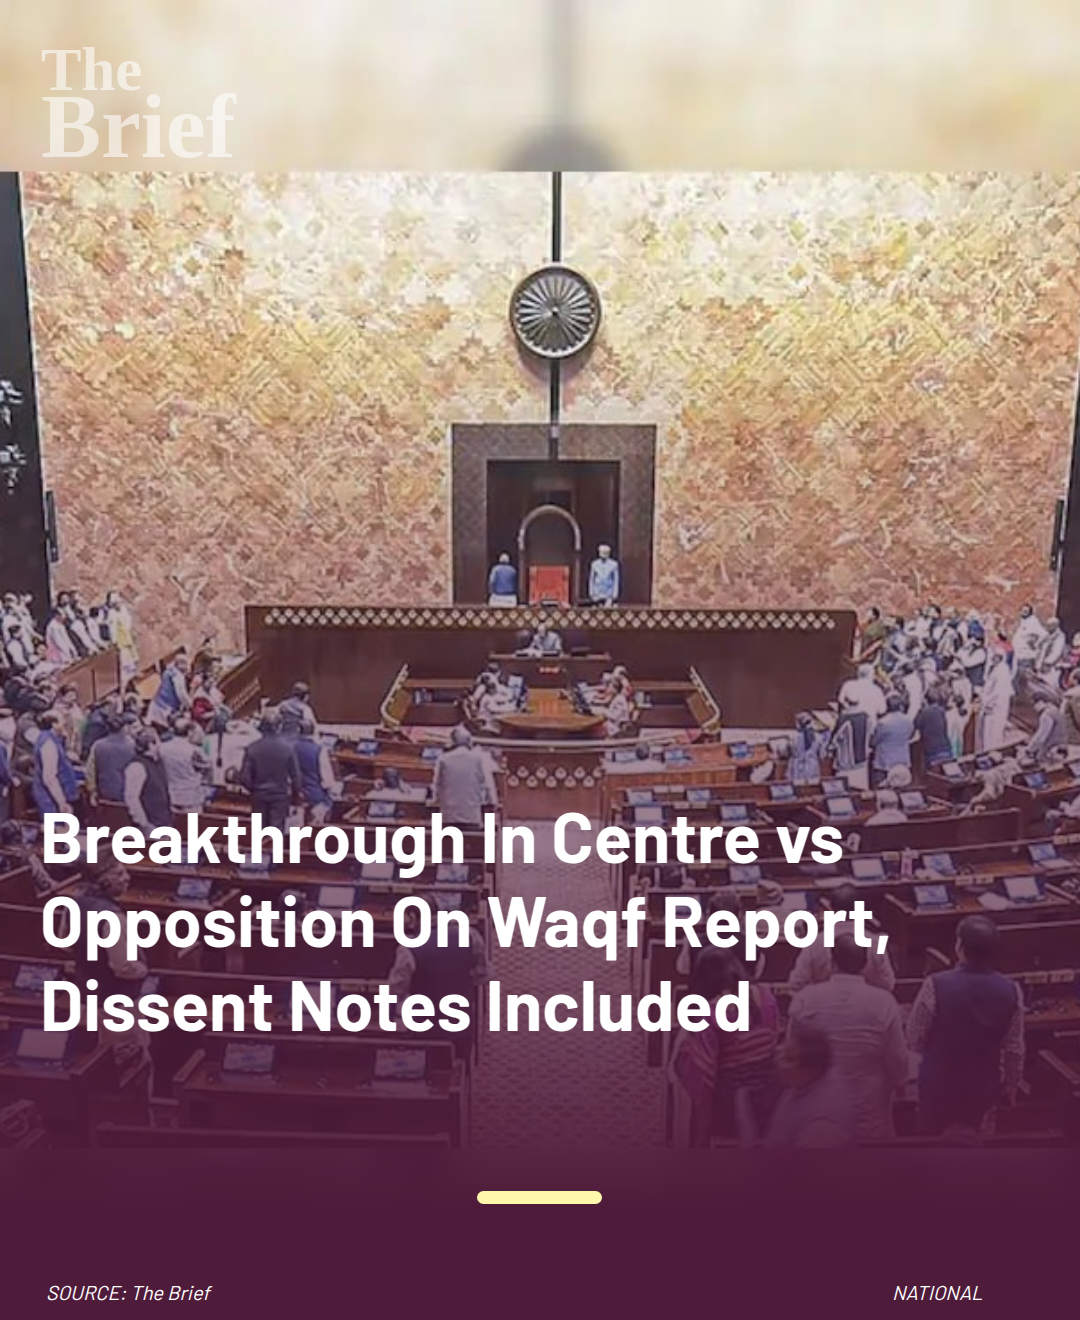 The
Brief
Breakthrough In Centre vs
Opposition On Waqf Report,
Dissent Notes Included
SOURCE: The Brief
NATIONAL